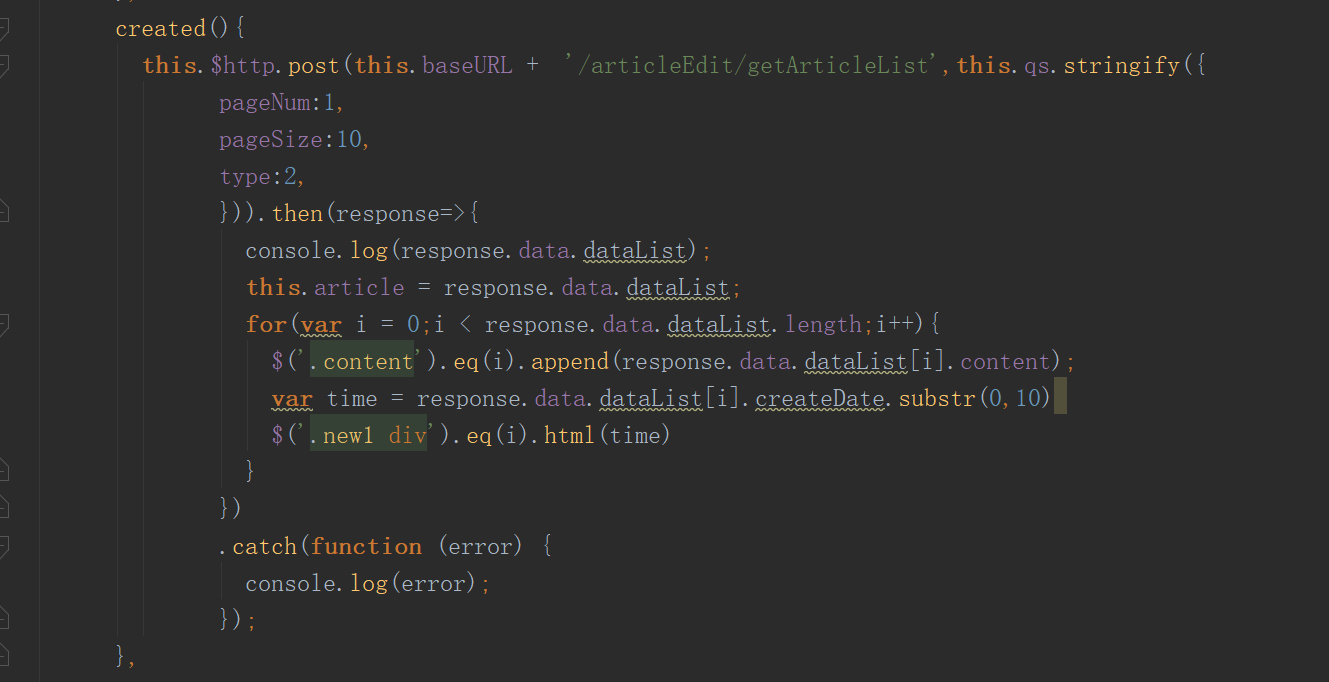 created(){
this.$http.post(this.baseURL + '/articleEdit/getArticleList',this.qs.stringify({
pageNum:1,
pageSize:10,
type:2,
})).then(response=>{
console.log(response.data.dataList);
this.article = response.data.dataList;
for(var i = 0;i < response.data.dataList.length;i++){
$('.content').eq(i).append(response.data.dataList[i].content);
var time = response.data.dataList[i].createDate.substr(0,10)
$('.new1 div').eq(i).html(time)
}
})
.catch(function (error) {
console.log(error);
});
},